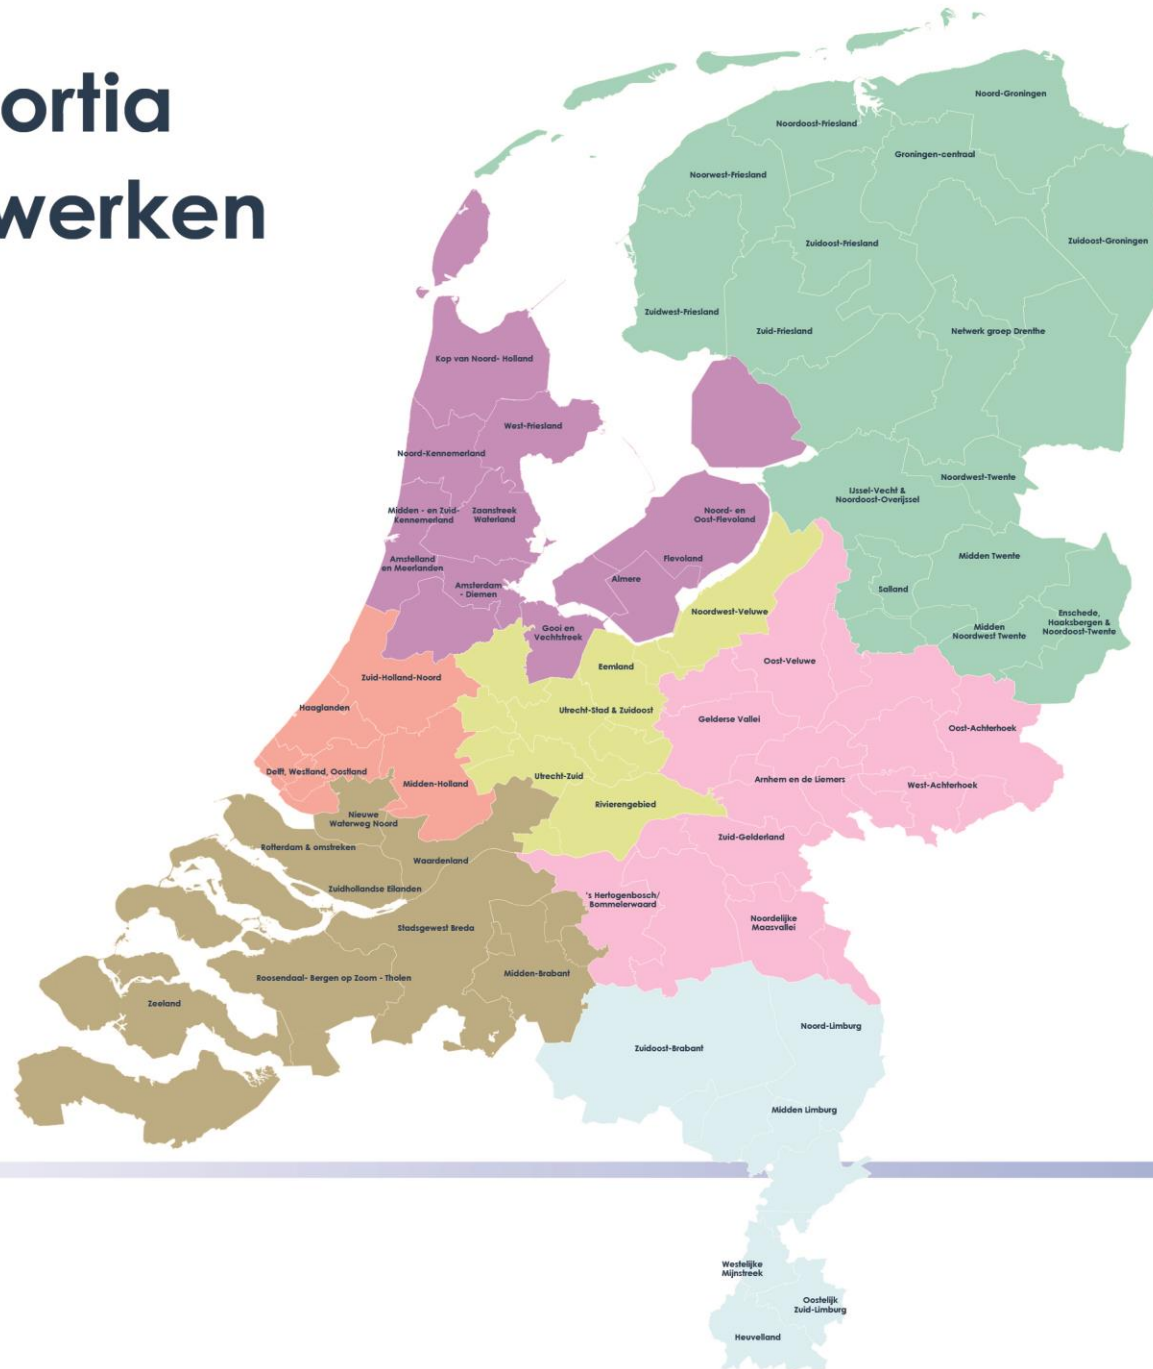 ortia
werken
Noord-Groningen
Noordoost-Friesland
Groningen-centraal
Noorwest-Friesland
Zuidoost-Friesland
Zuidoost-Groningen
Zuidwest-Friesland
Zuid-Friesland
Netwerk groep Drenthe
Kop van Noord- Holland
West-Friesland
Noord-Kennemerland
Noordwest-Twente
IJssel-Vecht &
Noordoost-Overijssel
Midden - en Zuid-
Kennemerland
Zaanstreek
Waterland
Noord- en
Oost-Flevoland
Amstelland
en Meerlanden
Flevoland
Midden Twente
Almere
Amsterdam
- Diemen
Salland
Noordwest-Veluwe
Enschede,
Haaksbergen &
Noordoost-Twente
Gooi en
Vechtstreek
Midden
Noordwest Twente
Eemland
Oost-Veluwe
Zuid-Holland-Noord
Haaglanden
Utrecht-Stad & Zuidoost
Gelderse Vallei
Oost-Achterhoek
Delft, Westland, Oostland
Midden-Holland
Utrecht-Zuid
Arnhem en de Liemers
West-Achterhoek
Rivierengebied
Nieuwe
Waterweg Noord
Zuid-Gelderland
Rotterdam & omstreken
Waardenland
Zuidhollandse Eilanden
's Hertogenbosch/
Bommelerwaard
Stadsgewest Breda
Noordelijke
Maasvallei
Roosendaal- Bergen op Zoom - Tholen
Midden-Brabant
Zeeland
Noord-Limburg
Zuidoost-Brabant
Midden Limburg
Westelijke
Mijnstreek
Oostelijk
Zuid-Limburg
Heuvelland